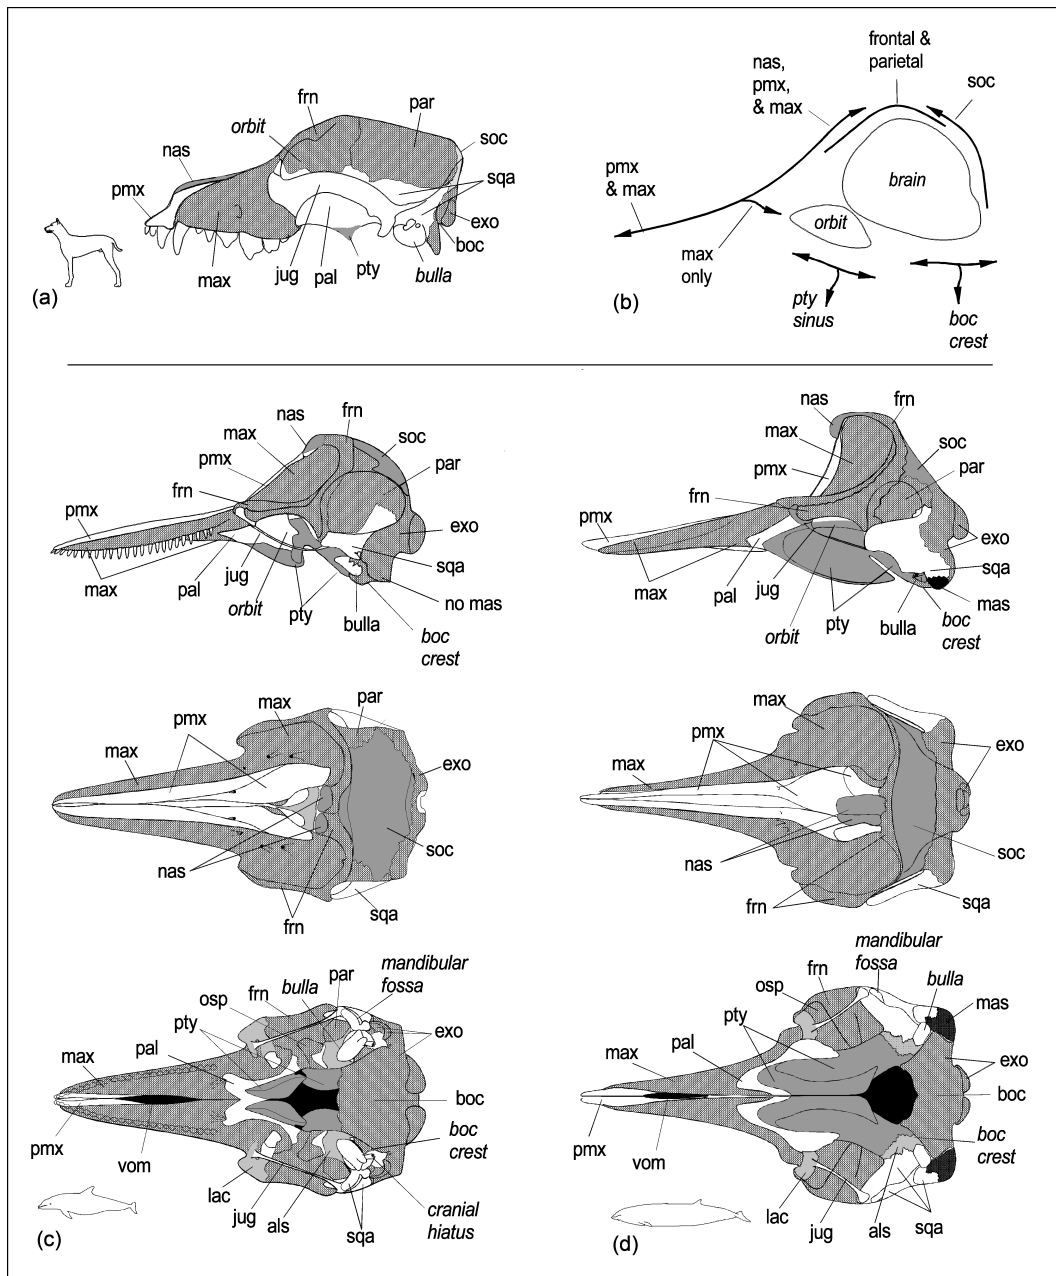 frn
par
orbit
soc
nas
sqa
pmx
exo
boc
max
jug
pal
pty
bulla
(a)
frontal &
parietal
nas,
pmx,
& max
soc
pmx
& max
brain
orbit
max
only
pty
sinus
boc
crest
(b)
nas
frn
max
soc
pmx
par
frn
pmx
exo
max
pal
jug
sqa
orbit
pty
no mas
bulla
boc
crest
max
par
pmx
max
exo
nas
soc
frn
sqa
mandibular
fossa
par
bulla
frn
osp
exo
pty
pal
max
boc
boc
crest
pmx
vom
lac
jug
als
sqa
cranial
hiatus
(c)
nas
frn
max
soc
par
pmx
frn
pmx
exo
sqa
max
pal
jug
mas
pty
bulla
boc
crest
orbit
max
pmx
exo
max
nas
soc
frn
sqa
mandibular
fossa
frn
bulla
osp
mas
pty
pal
exo
max
boc
pmx
vom
boc
crest
lac
jug
als
sqa
(d)